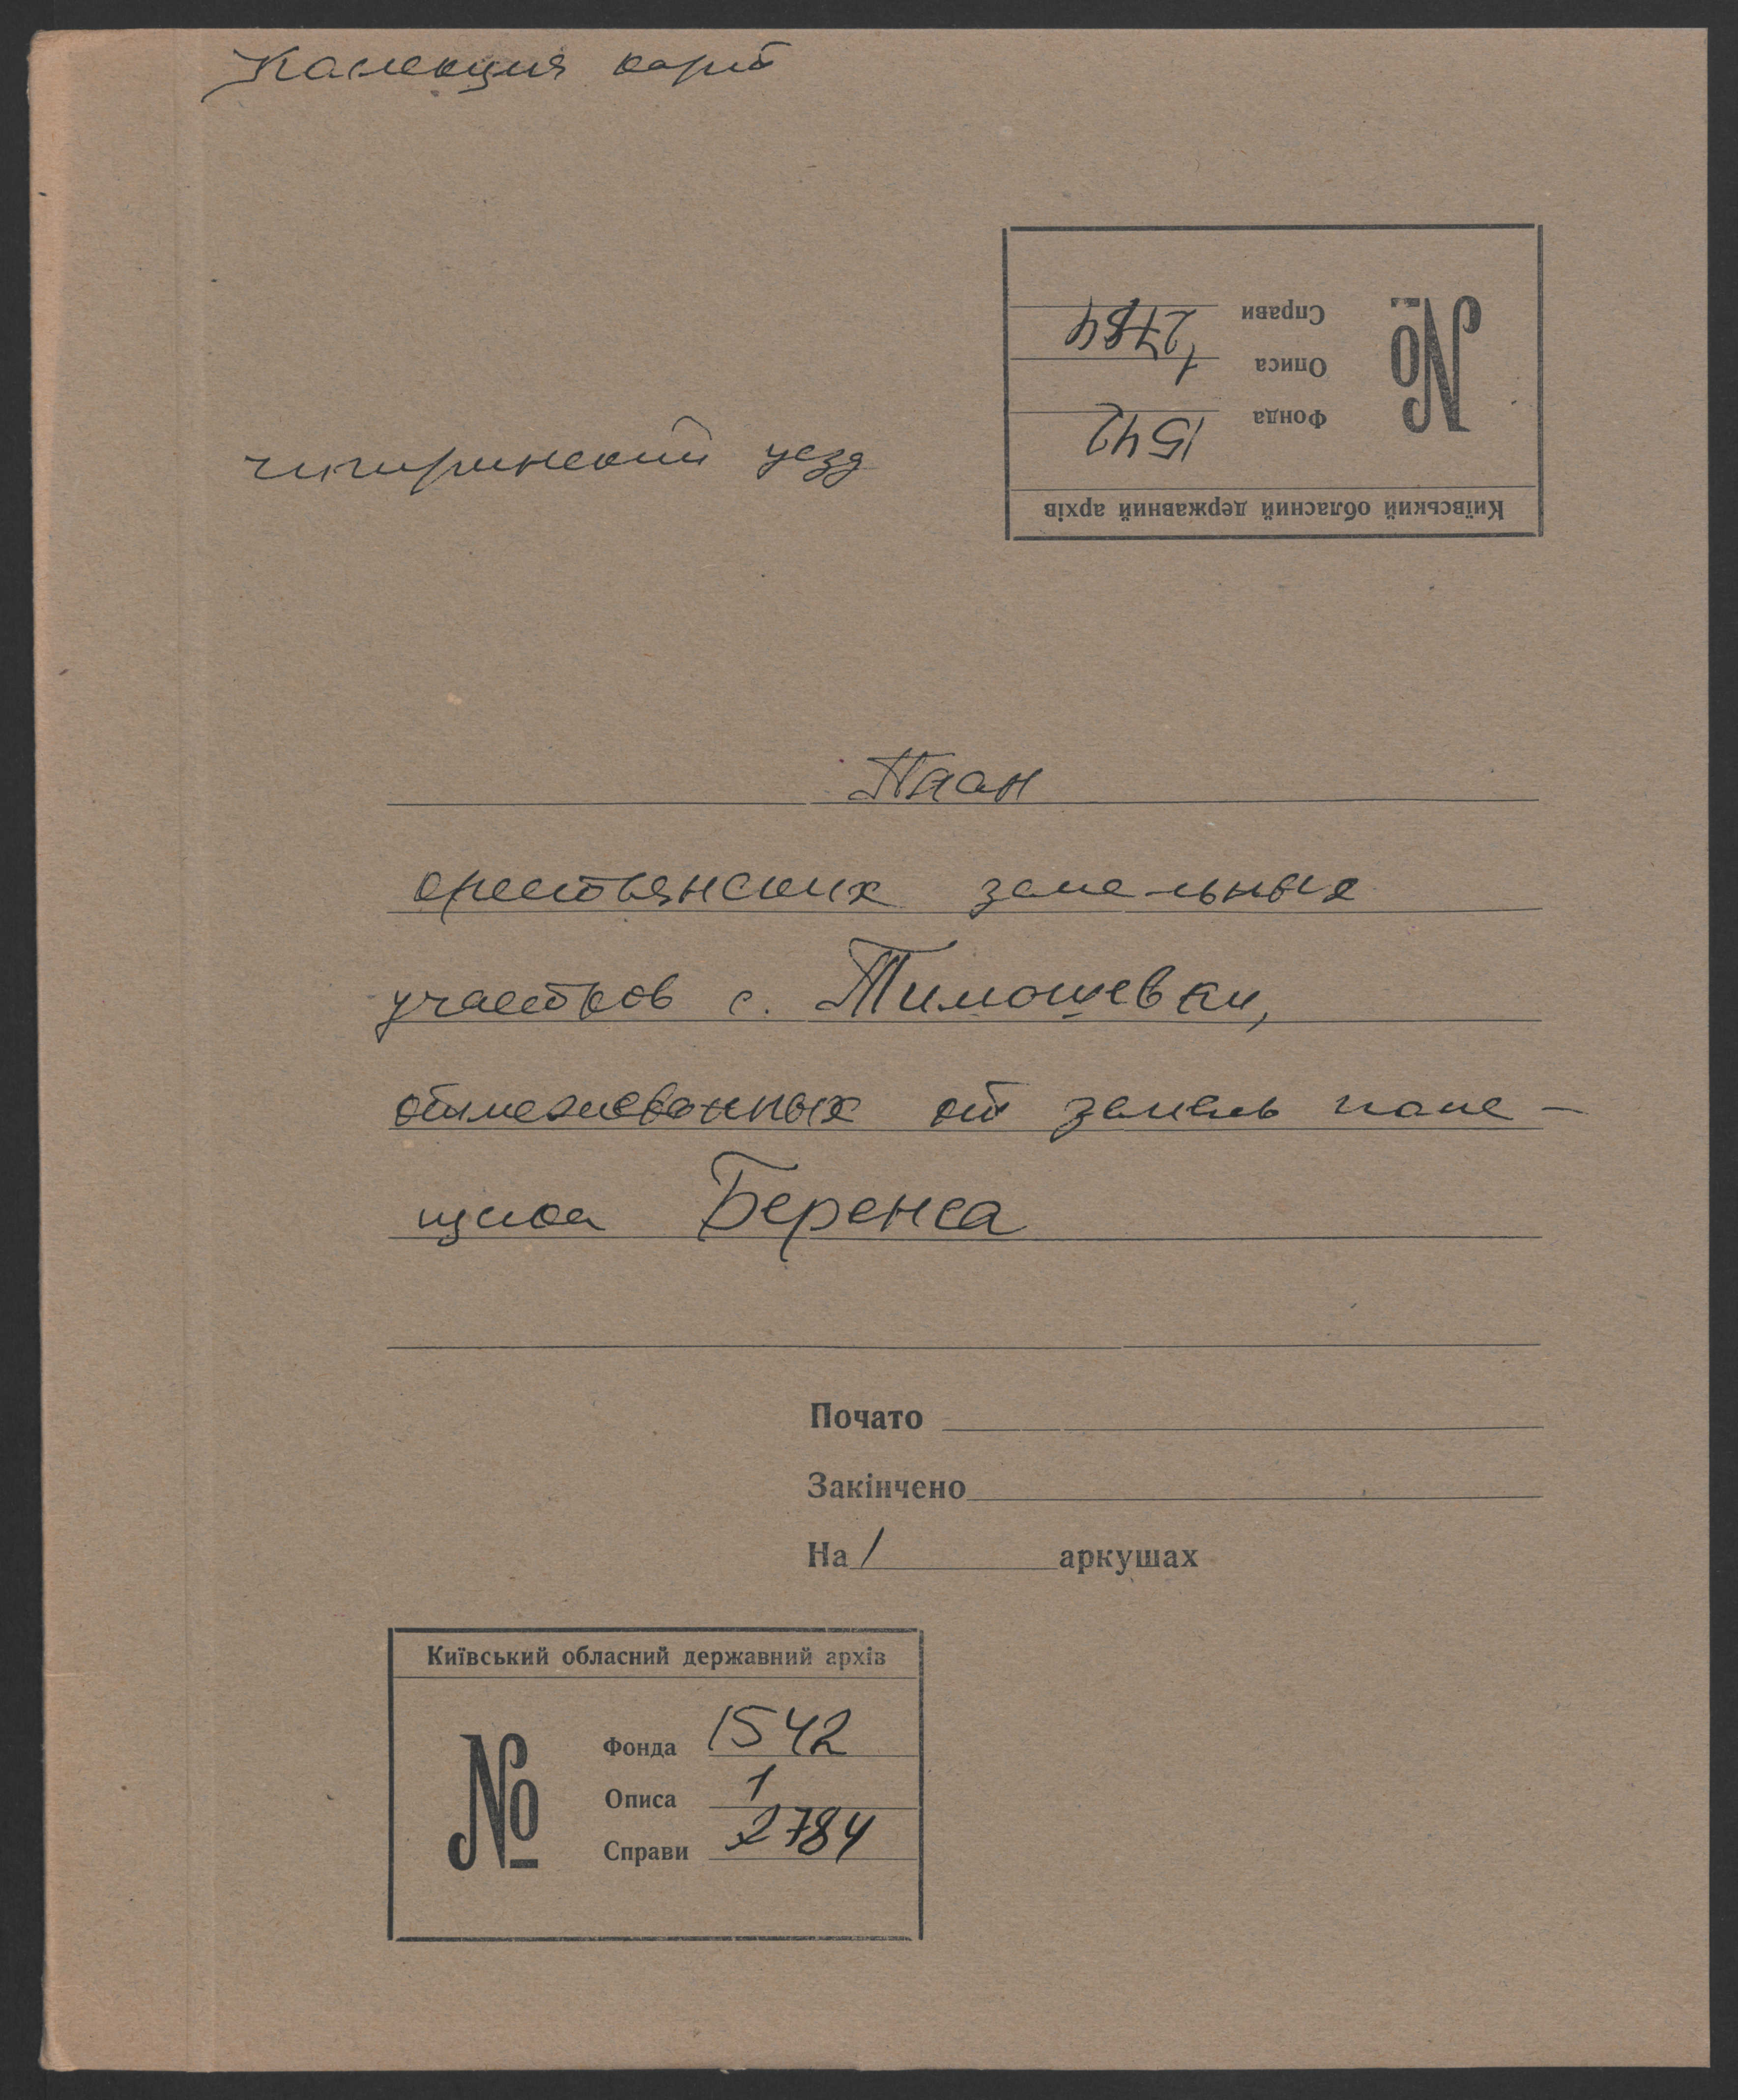 Колекция карт
Київський обласний державний архів
№
Фонда 1542
Описа 1
Справи 2784
чигиринский уезд
План
крестьянских земельных
участков с. Тимошевки,
отмежеванных от земель поме-
щика Беренса
Почато
Закінчено
На 1 аркушах
Київський обласний державний архів
№
Фонда 1542
Описа 1
Справи 2784